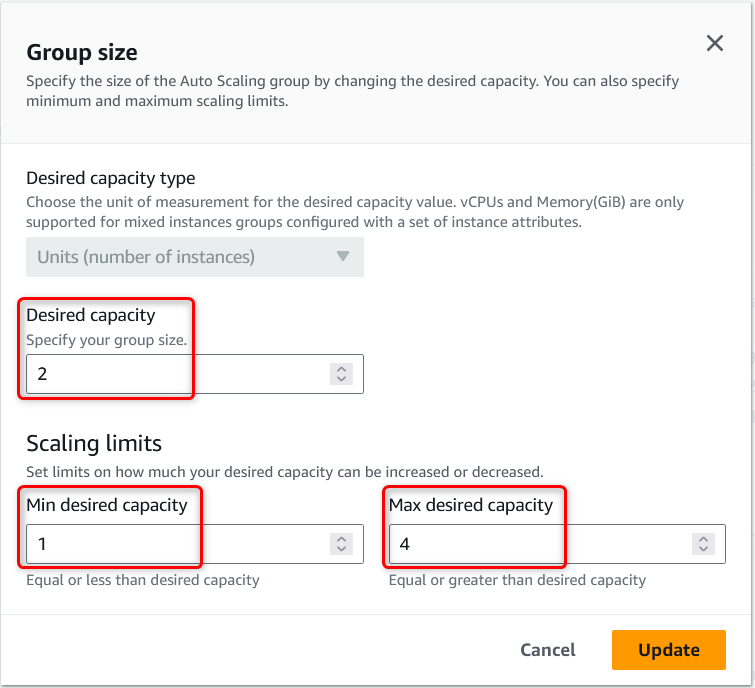 Group size
Specify the size of the Auto Scaling group by changing the desired capacity. You can also specify
minimum and maximum scaling limits.
Desired capacity type
Choose the unit of measurement for the desired capacity value. vCPUs and Memory(GiB) are only
supported for mixed instances groups configured with a set of instance attributes.
Units (number of instances)
Desired capacity
Specify your group size.
2
Scaling limits
Set limits on how much your desired capacity can be increased or decreased.
Min desired capacity
1
Equal or less than desired capacity
Max desired capacity
4
Equal or greater than desired capacity
Cancel
Update